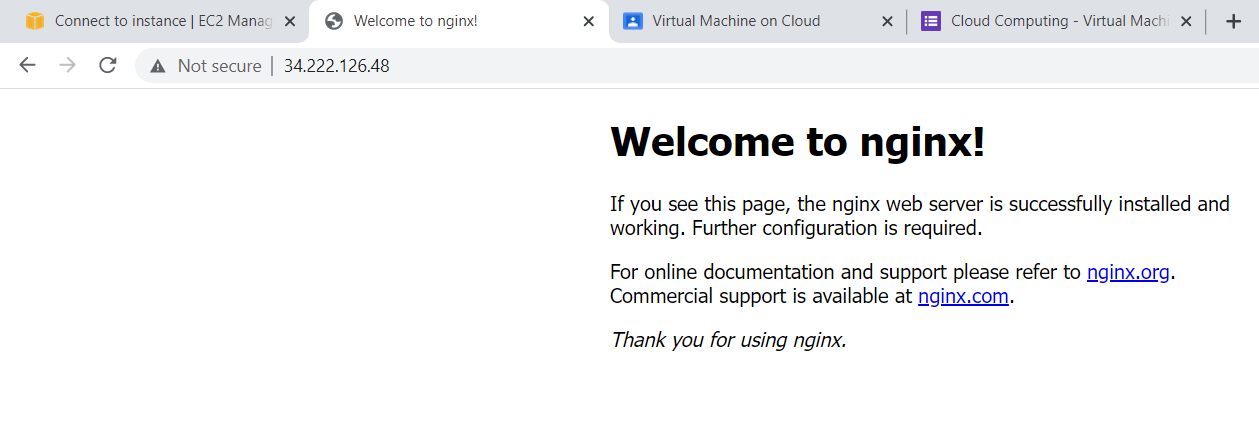 Connect to instance | EC2 Manag
Welcome to nginx!
Virtual Machine on Cloud
Cloud Computing - Virtual Machi
Not secure | 34.222.126.48
Welcome to nginx!
If you see this page, the nginx web server is successfully installed and
working. Further configuration is required.
For online documentation and support please refer to nginx.org.
Commercial support is available at nginx.com.
Thank you for using nginx.